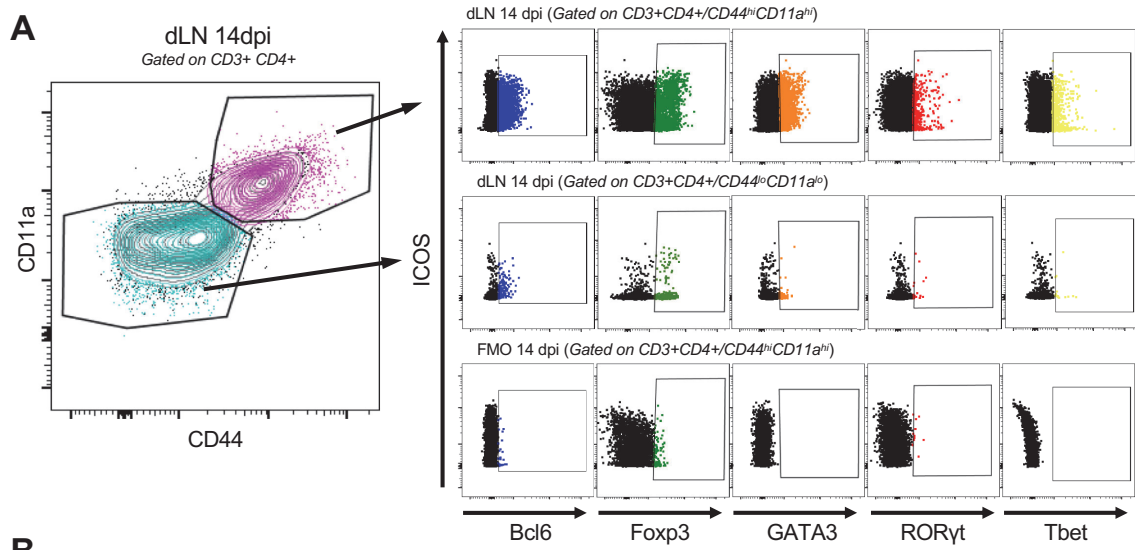 A
dLN 14dpi
Gated on CD3+ CD4+
CD11a
CD44
ICOS
dLN 14 dpi (Gated on CD3+CD4+/CD44hiCD11ahi)
dLN 14 dpi (Gated on CD3+CD4+/CD44loCD11alo)
FMO 14 dpi (Gated on CD3+CD4+/CD44hiCD11ahi)
Bcl6 Foxp3 GATA3 RORγt Tbet